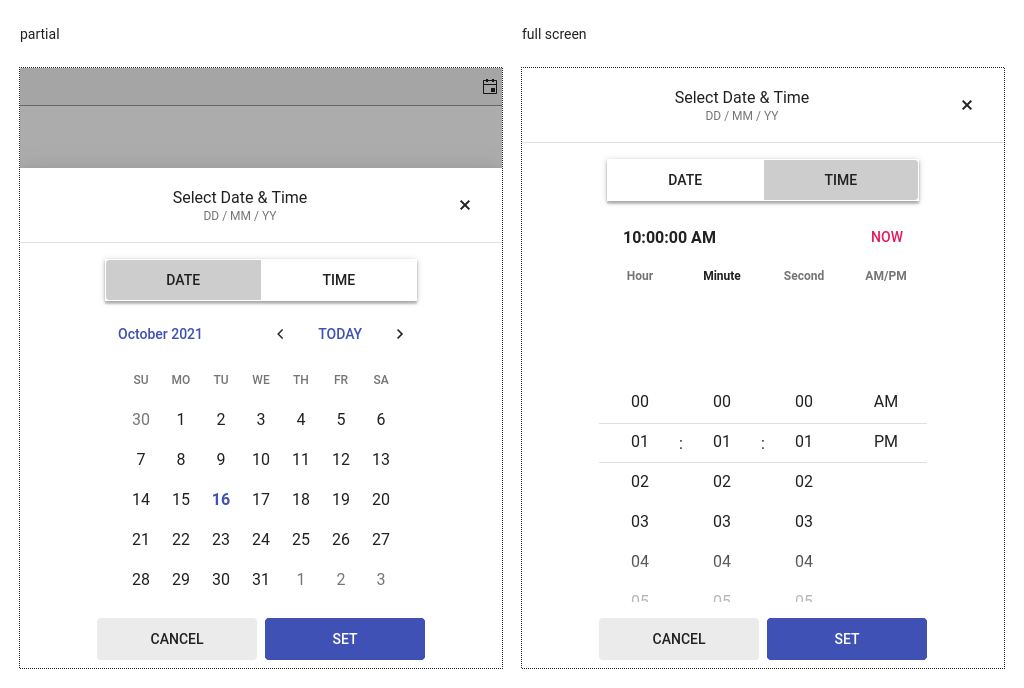 partial
Select Date & Time
DD / MM / YY
DATE TIME
October 2021 TODAY
SU MO TU WE TH FR SA
30 1 2 3 4 5 6
7 8 9 10 11 12 13
14 15 16 17 18 19 20
21 22 23 24 25 26 27
28 29 30 31 1 2 3
CANCEL SET
full screen
Select Date & Time
DD / MM / YY
DATE TIME
10:00:00 AM NOW
Hour Minute Second AM/PM
00 00 00 AM
01 : 01 : 01 PM
02 02 02
03 03 03
04 04 04
05 05 05
CANCEL SET